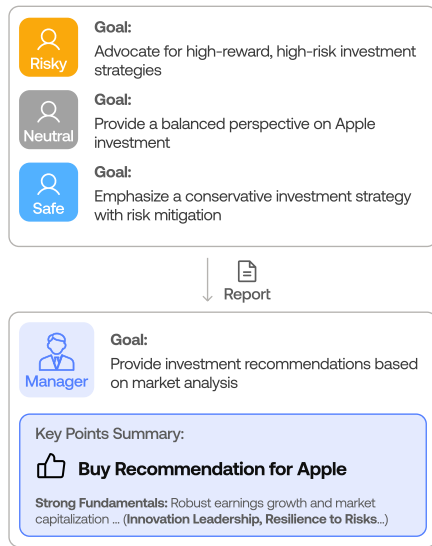 Goal:
Risky
Advocate for high-reward, high-risk investment
strategies
Goal:
Neutral
Provide a balanced perspective on Apple
investment
Goal:
Safe
Emphasize a conservative investment strategy
with risk mitigation
Report
Goal:
Manager
Provide investment recommendations based
on market analysis
Key Points Summary:
Buy Recommendation for Apple
Strong Fundamentals: Robust earnings growth and market
capitalization ... (Innovation Leadership, Resilience to Risks...)